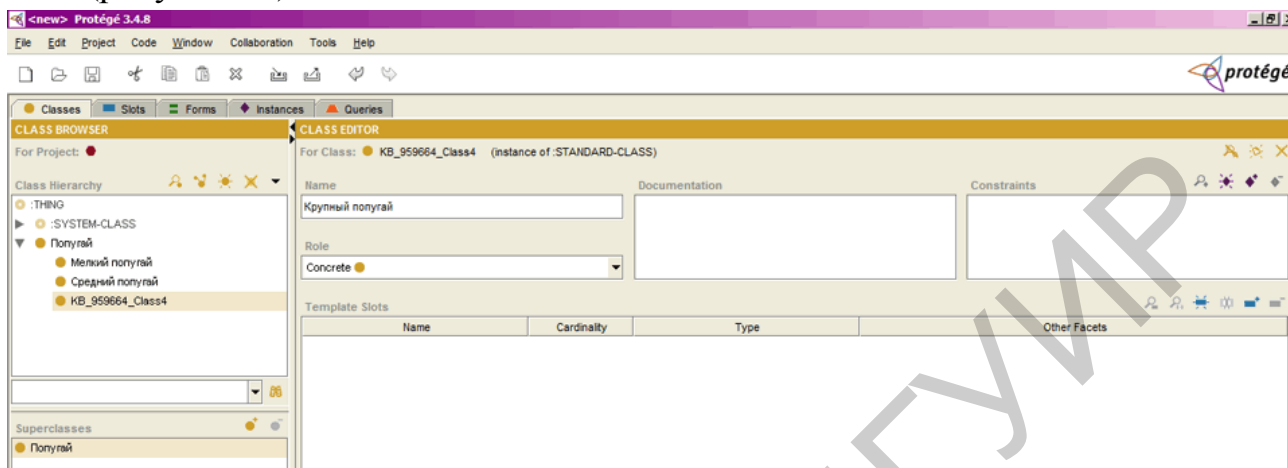 <new> Protégé 3.4.8
File Edit Project Code Window Collaboration Tools Help
protégé
Classes Slots Forms Instances Queries
CLASS BROWSER
CLASS EDITOR
For Project:
For Class: KB_959664_Class4 (instance of :STANDARD-CLASS)
Class Hierarchy
Name Documentation Constraints
:THING
Крупный попугай
:SYSTEM-CLASS
Попугай
Role
Мелкий попугай
Concrete
Средний попугай
KB_959664_Class4
Template Slots
Name Cardinality Type Other Facets
Superclasses
Попугай
ГУИР